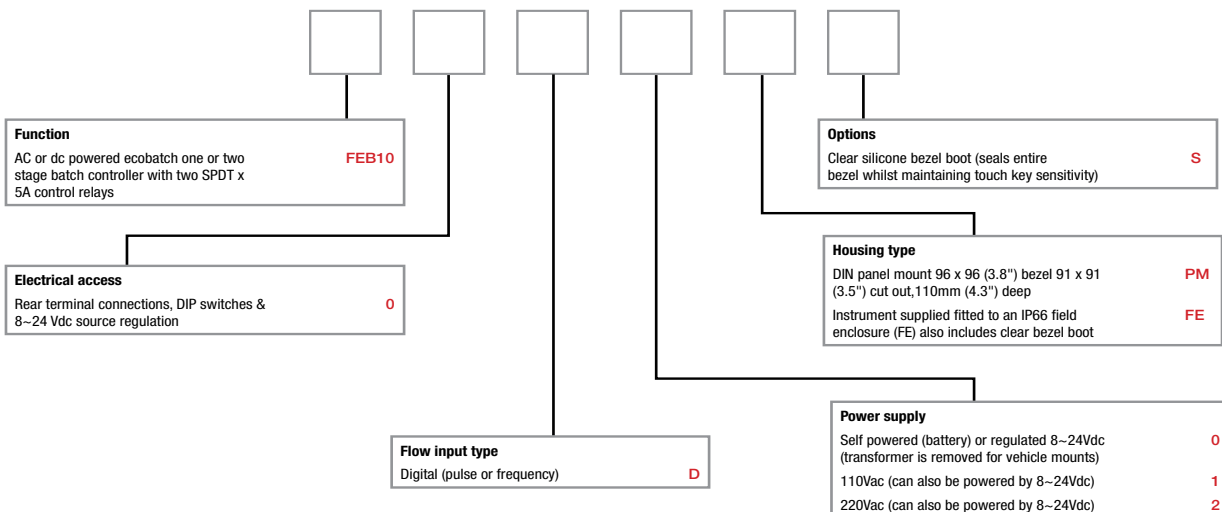 Function
AC or dc powered ecobatch one or two FEB10
stage batch controller with two SPDT x
5A control relays
Options
Clear silicone bezel boot (seals entire S
bezel whilst maintaining touch key sensitivity)
Electrical access
Rear terminal connections, DIP switches & 0
8~24 Vdc source regulation
Housing type
DIN panel mount 96 x 96 (3.8") bezel 91 x 91 PM
(3.5") cut out,110mm (4.3") deep
Instrument supplied fitted to an IP66 field FE
enclosure (FE) also includes clear bezel boot
Flow input type
Digital (pulse or frequency) D
Power supply
Self powered (battery) or regulated 8~24Vdc 0
(transformer is removed for vehicle mounts)
110Vac (can also be powered by 8~24Vdc) 1
220Vac (can also be powered by 8~24Vdc) 2